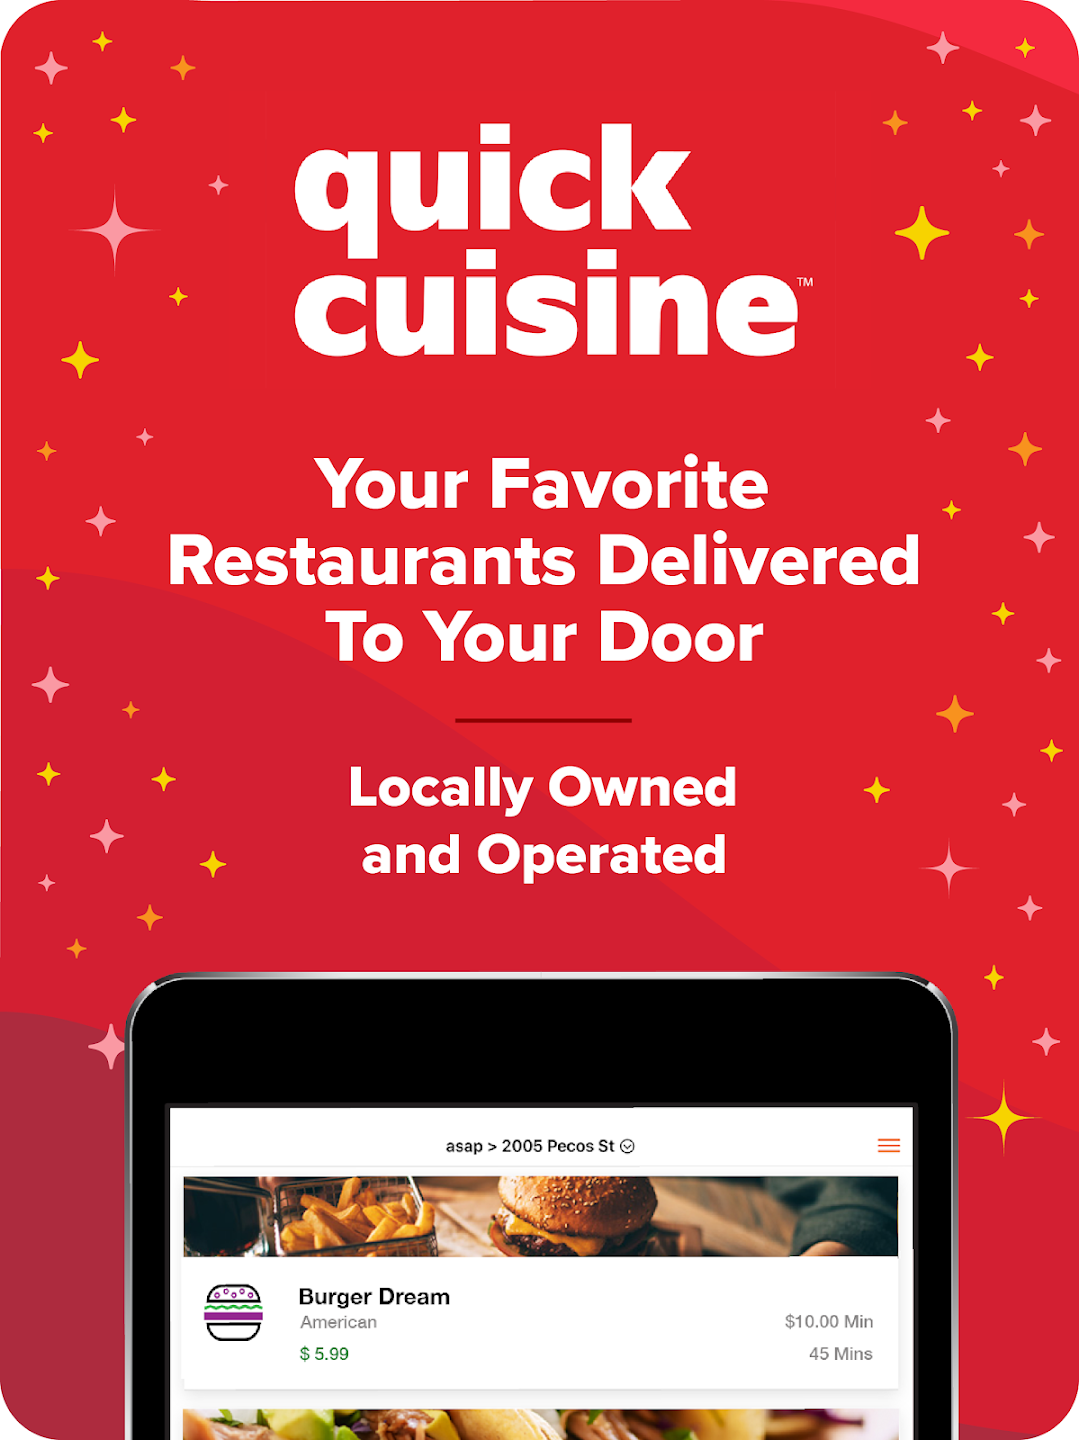 quick
cuisine™
Your Favorite
Restaurants Delivered
To Your Door
Locally Owned
and Operated
asap > 2005 Pecos St
Burger Dream
American
$10.00 Min
$ 5.99
45 Mins